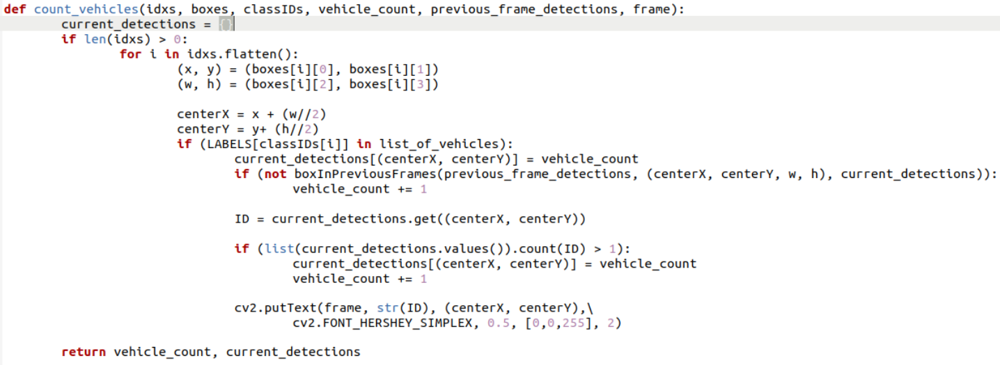 def count_vehicles(idxs, boxes, classIDs, vehicle_count, previous_frame_detections, frame):
        current_detections = {}
        if len(idxs) > 0:
                for i in idxs.flatten():
                        (x, y) = (boxes[i][0], boxes[i][1])
                        (w, h) = (boxes[i][2], boxes[i][3])

                        centerX = x + (w//2)
                        centerY = y+ (h//2)
                        if (LABELS[classIDs[i]] in list_of_vehicles):
                                current_detections[(centerX, centerY)] = vehicle_count
                                if (not boxInPreviousFrames(previous_frame_detections, (centerX, centerY, w, h), current_detections)):
                                        vehicle_count += 1

                                ID = current_detections.get((centerX, centerY))

                                if (list(current_detections.values()).count(ID) > 1):
                                        current_detections[(centerX, centerY)] = vehicle_count
                                        vehicle_count += 1

                                cv2.putText(frame, str(ID), (centerX, centerY),\
                                        cv2.FONT_HERSHEY_SIMPLEX, 0.5, [0,0,255], 2)

        return vehicle_count, current_detections